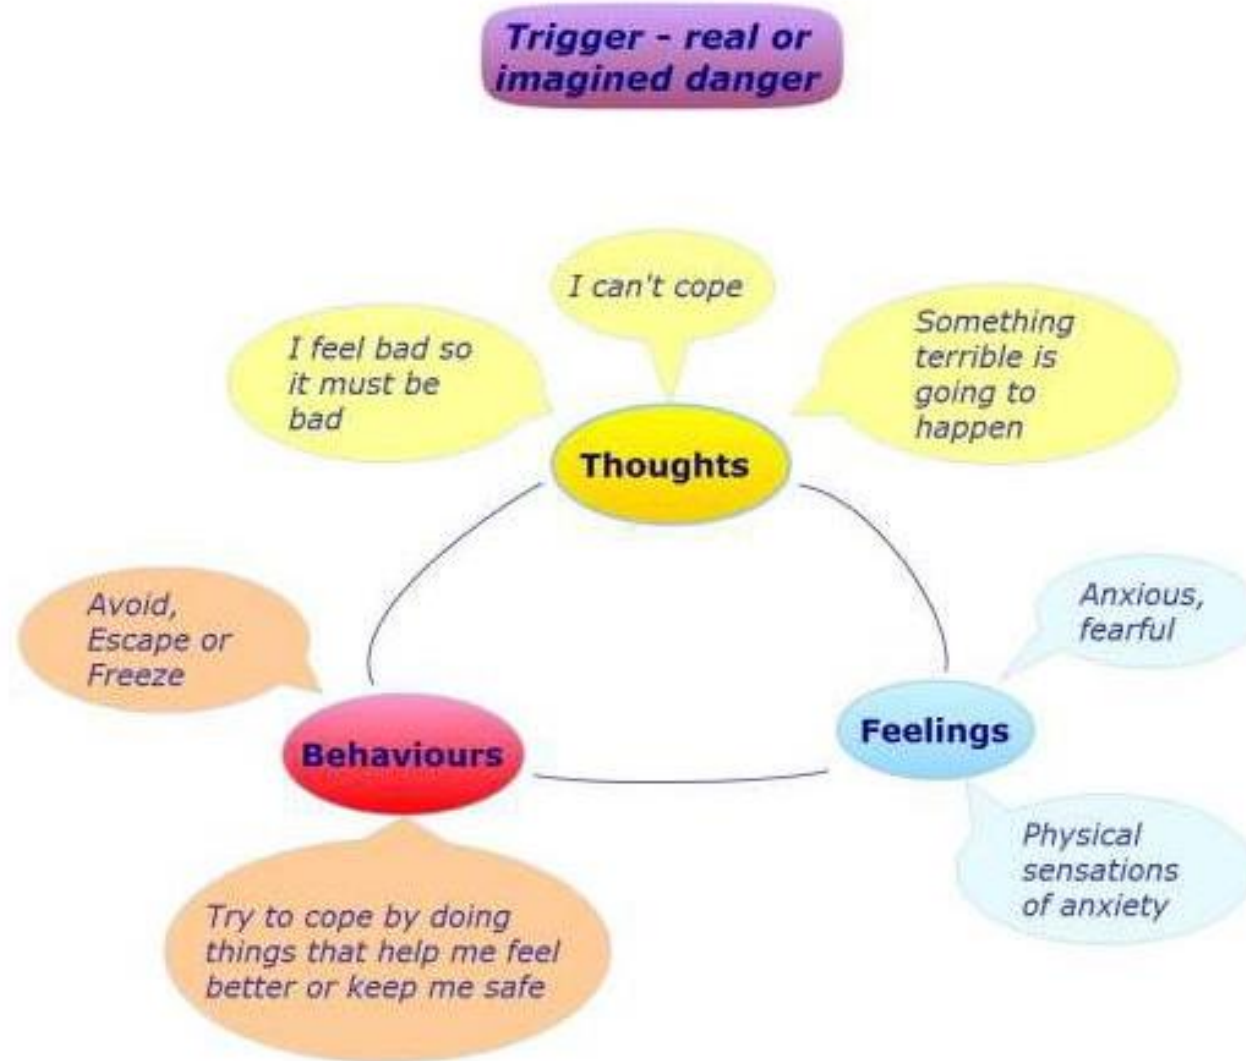 Trigger - real or
imagined danger
I can't cope
I feel bad so
it must be
bad
Something
terrible is
going to
happen
Thoughts
Avoid,
Escape or
Freeze
Anxious,
fearful
Behaviours
Feelings
Physical
sensations
of anxiety
Try to cope by doing
things that help me feel
better or keep me safe